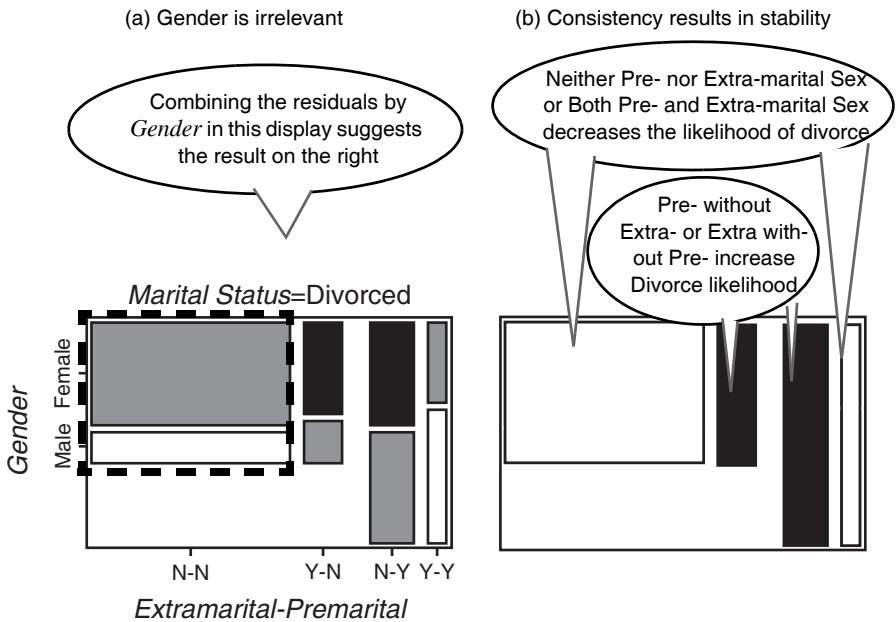 (a) Gender is irrelevant
(b) Consistency results in stability
Combining the residuals by
Gender in this display suggests
the result on the right
Neither Pre- nor Extra-marital Sex
or Both Pre- and Extra-marital Sex
decreases the likelihood of divorce
Pre- without
Extra- or Extra with-
out Pre- increase
Divorce likelihood
Marital Status=Divorced
Gender
Female
Male
N-N
Y-N
N-Y
Y-Y
Extramarital-Premarital